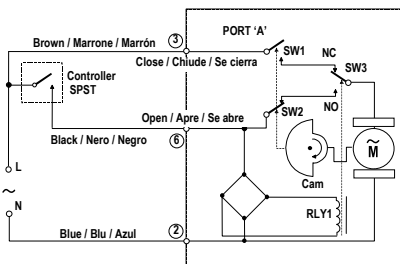 Brown / Marrone / Marrón
3
PORT ‘A’
SW1
NC
Close / Chiude / Se cierra
SW3
Controller
SPST
Open / Apre / Se abre
SW2
NO
Black / Nero / Negro
6
M
~
L
~
Cam
N
RLY1
Blue / Blu / Azul
2